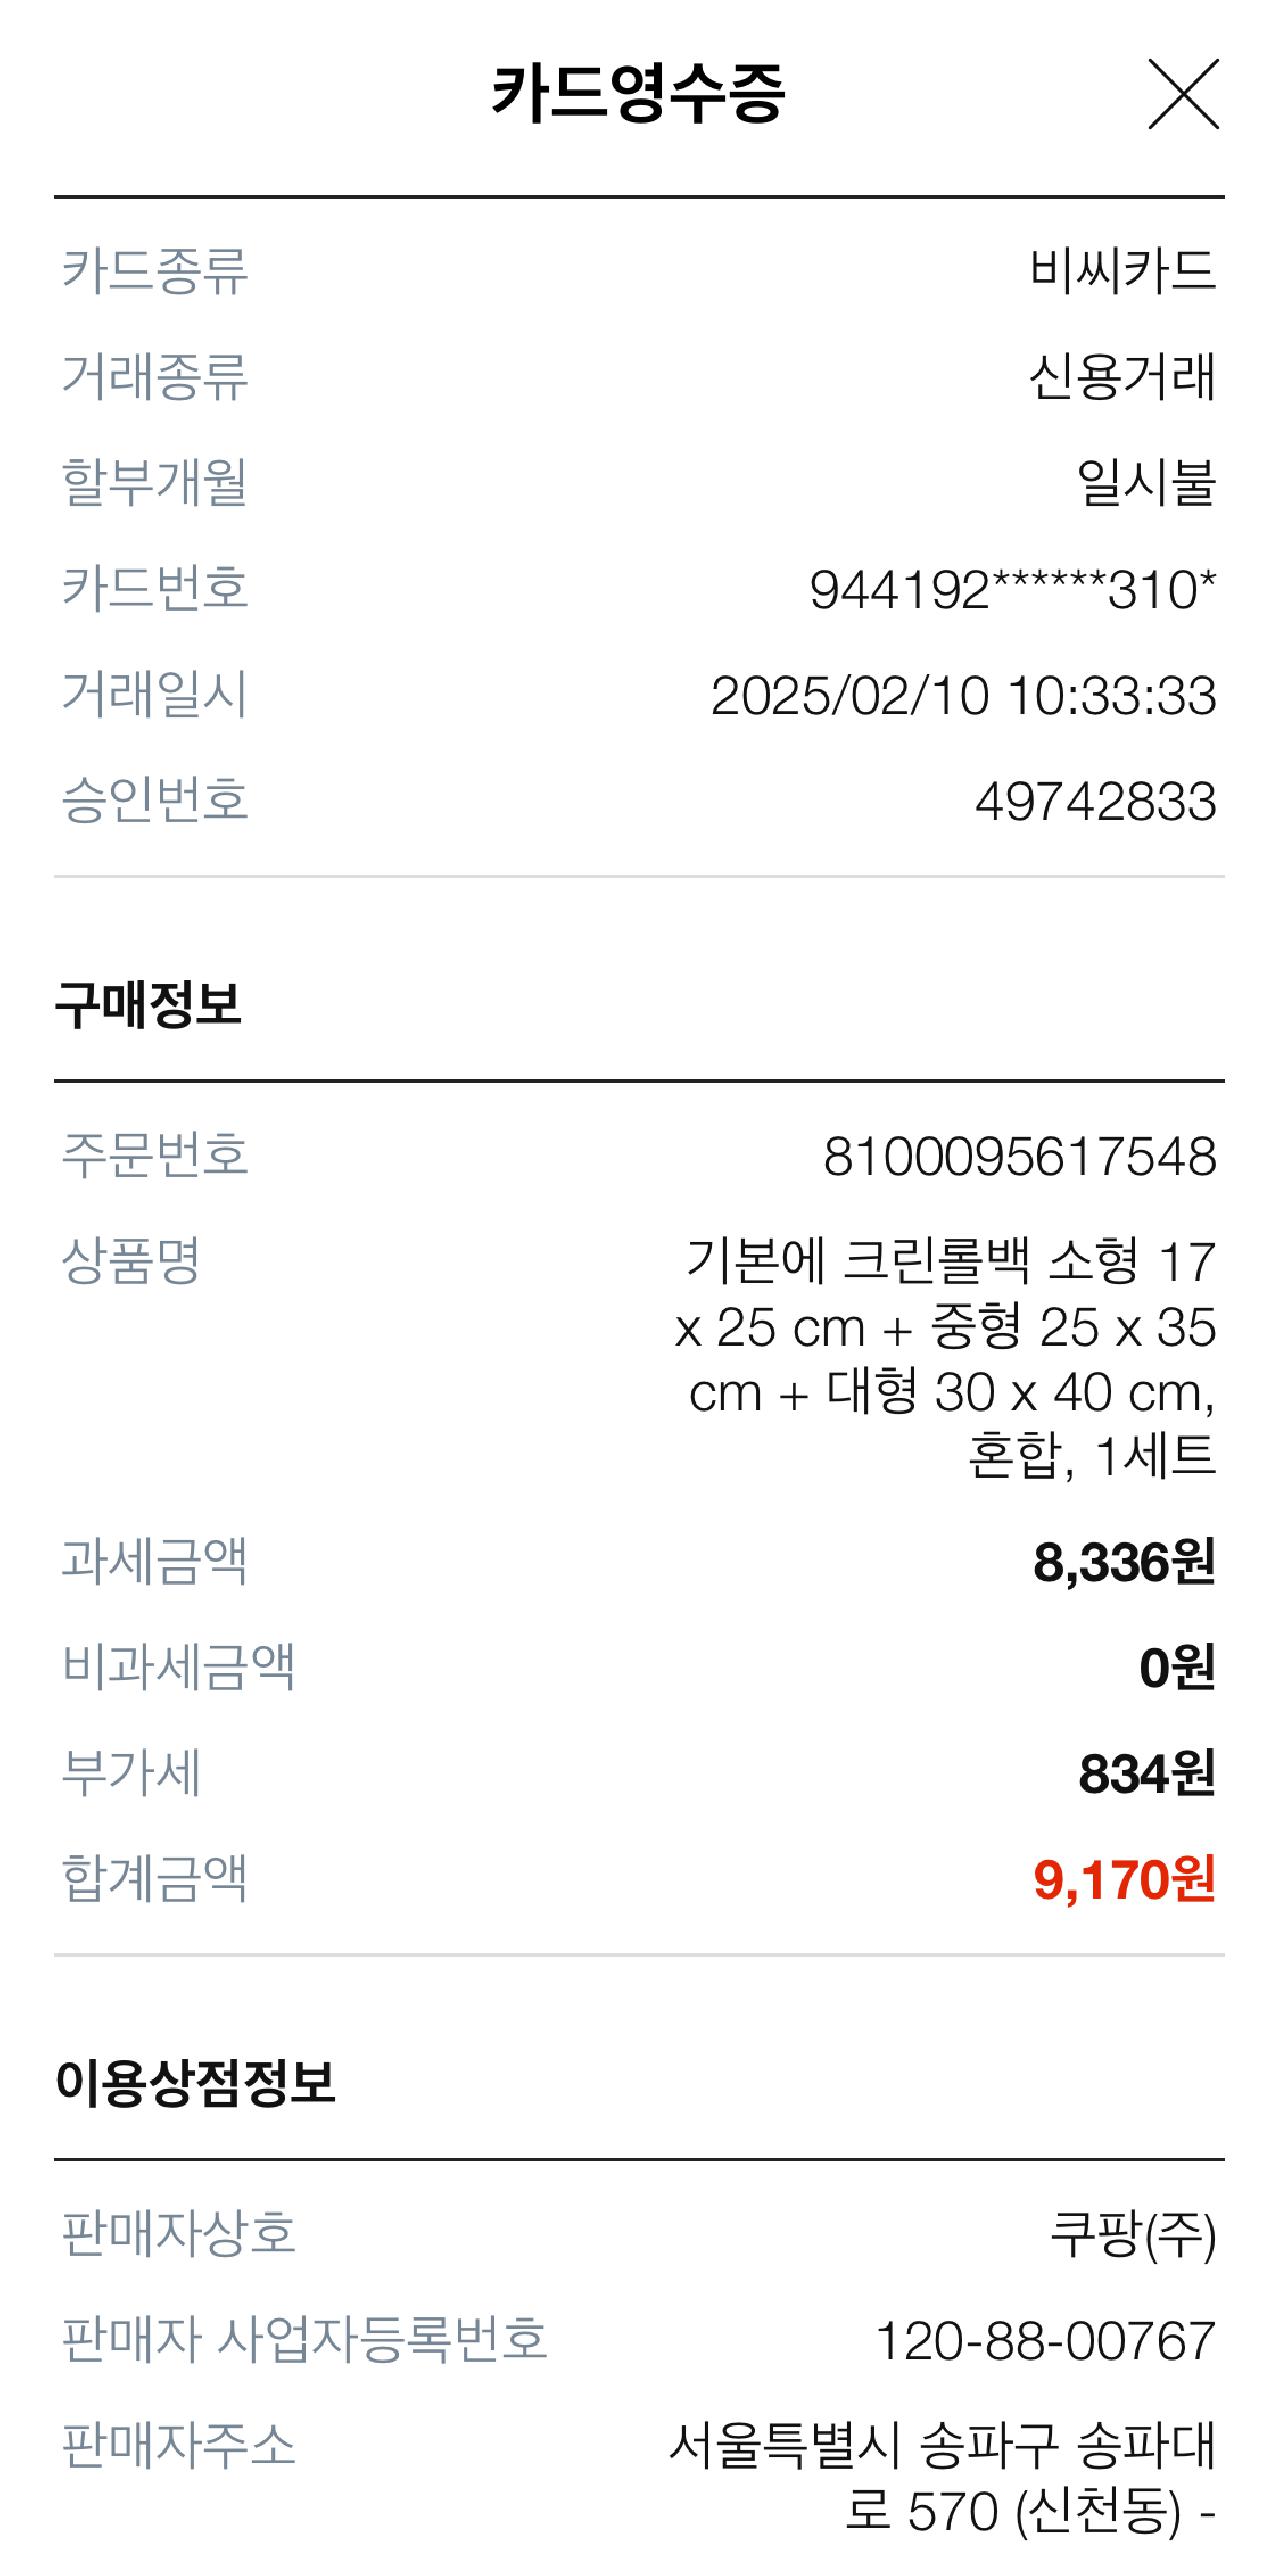 카드영수증
카드종류 비씨카드
거래종류 신용거래
할부개월 일시불
카드번호 944192******310*
거래일시 2025/02/10 10:33:33
승인번호 49742833
구매정보
주문번호 8100095617548
상품명 기본에 크린롤백 소형 17
x 25 cm + 중형 25 x 35
cm + 대형 30 x 40 cm,
혼합, 1세트
과세금액 8,336원
비과세금액 0원
부가세 834원
합계금액 9,170원
이용상점정보
판매자상호 쿠팡(주)
판매자 사업자등록번호 120-88-00767
판매자주소 서울특별시 송파구 송파대
로 570 (신천동) -